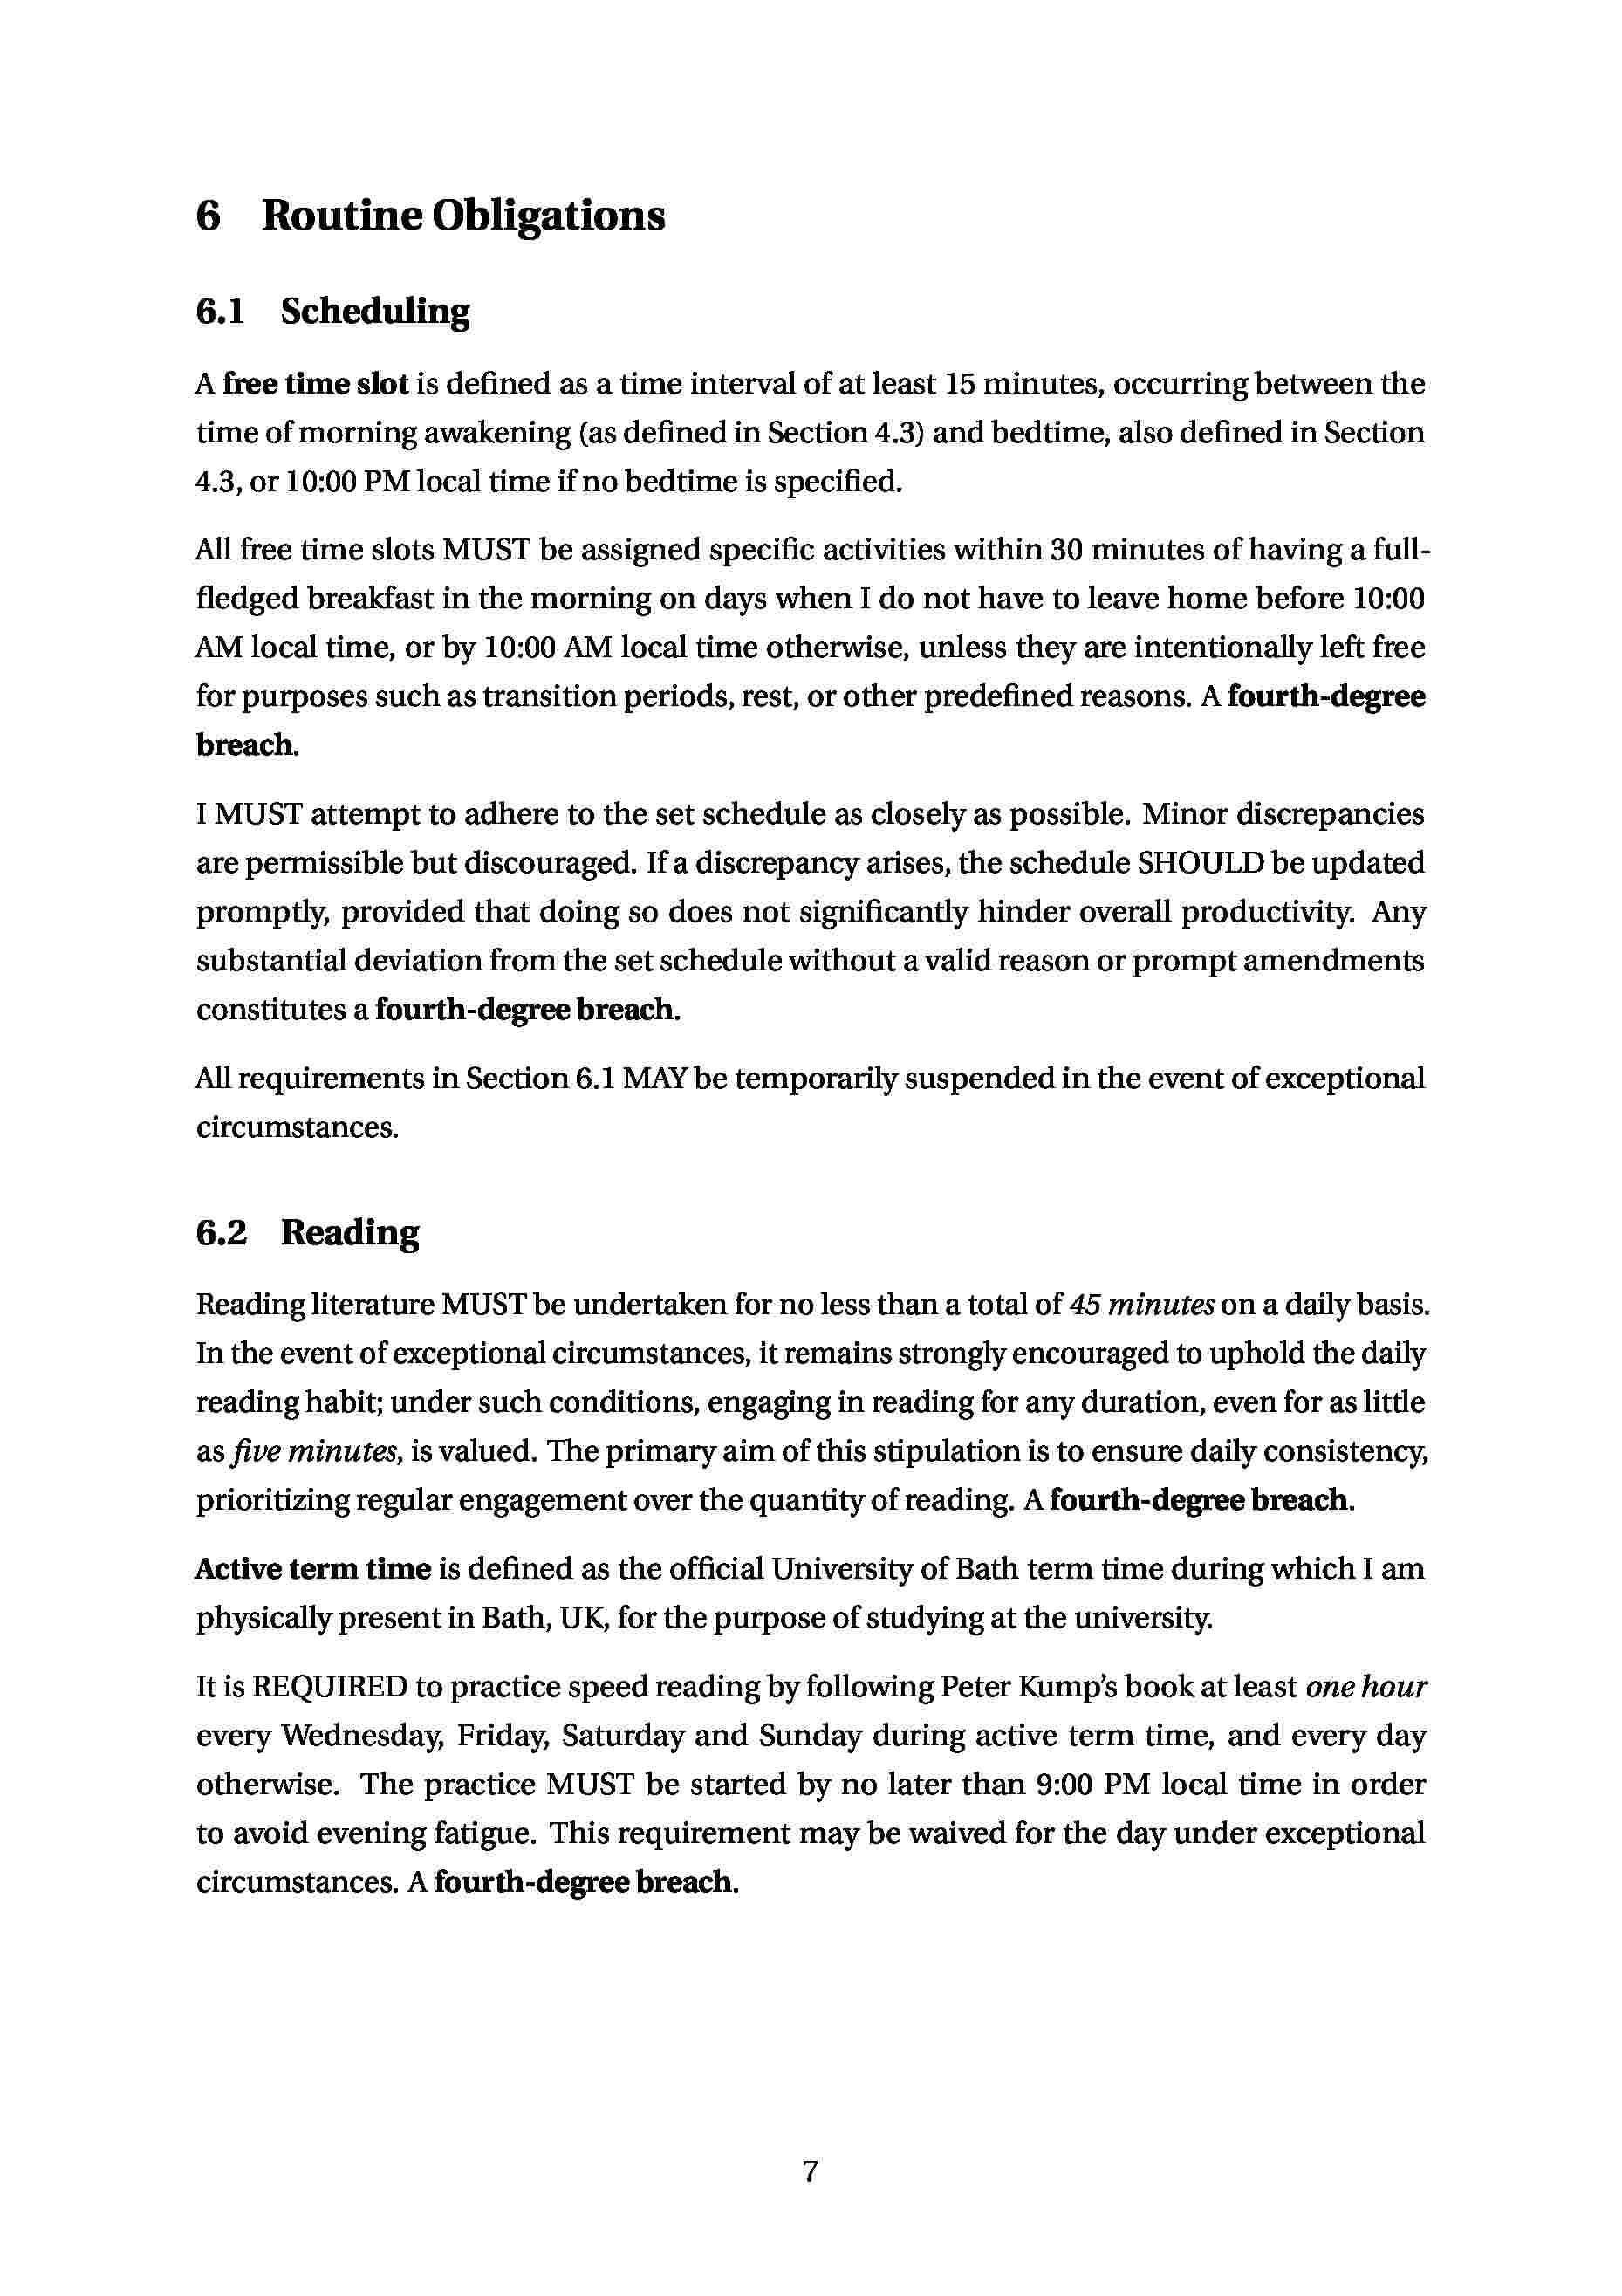 6 Routine Obligations
6.1 Scheduling
A free time slot is defined as a time interval of at least 15 minutes, occurring between the
time of morning awakening (as defined in Section 4.3) and bedtime, also defined in Section
4.3, or 10:00 PM local time if no bedtime is specified.
All free time slots MUST be assigned specific activities within 30 minutes of having a full-
fledged breakfast in the morning on days when I do not have to leave home before 10:00
AM local time, or by 10:00 AM local time otherwise, unless they are intentionally left free
for purposes such as transition periods, rest, or other predefined reasons. A fourth-degree
breach.
I MUST attempt to adhere to the set schedule as closely as possible. Minor discrepancies
are permissible but discouraged. If a discrepancy arises, the schedule SHOULD be updated
promptly, provided that doing so does not significantly hinder overall productivity. Any
substantial deviation from the set schedule without a valid reason or prompt amendments
constitutes a fourth-degree breach.
All requirements in Section 6.1 MAY be temporarily suspended in the event of exceptional
circumstances.
6.2 Reading
Reading literature MUST be undertaken for no less than a total of 45 minutes on a daily basis.
In the event of exceptional circumstances, it remains strongly encouraged to uphold the daily
reading habit; under such conditions, engaging in reading for any duration, even for as little
as five minutes, is valued. The primary aim of this stipulation is to ensure daily consistency,
prioritizing regular engagement over the quantity of reading. A fourth-degree breach.
Active term time is defined as the official University of Bath term time during which I am
physically present in Bath, UK, for the purpose of studying at the university.
It is REQUIRED to practice speed reading by following Peter Kump’s book at least one hour
every Wednesday, Friday, Saturday and Sunday during active term time, and every day
otherwise. The practice MUST be started by no later than 9:00 PM local time in order
to avoid evening fatigue. This requirement may be waived for the day under exceptional
circumstances. A fourth-degree breach.
7